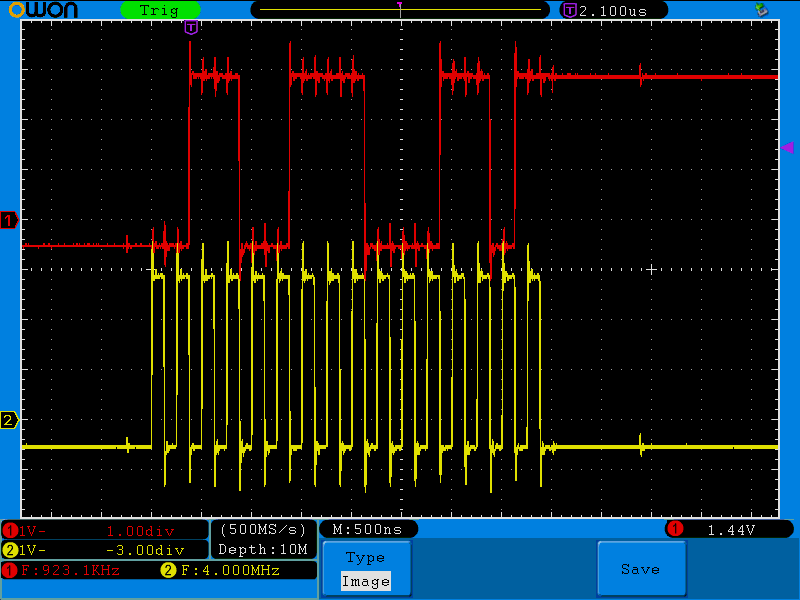 OWON Trig T 2.100us
T
1
2
1 1V- 1.00div (500MS/s) M:500ns 1 1.44V
2 1V- -3.00div Depth:10M
1 F:923.1KHz 2 F:4.000MHz
Type
Image
Save